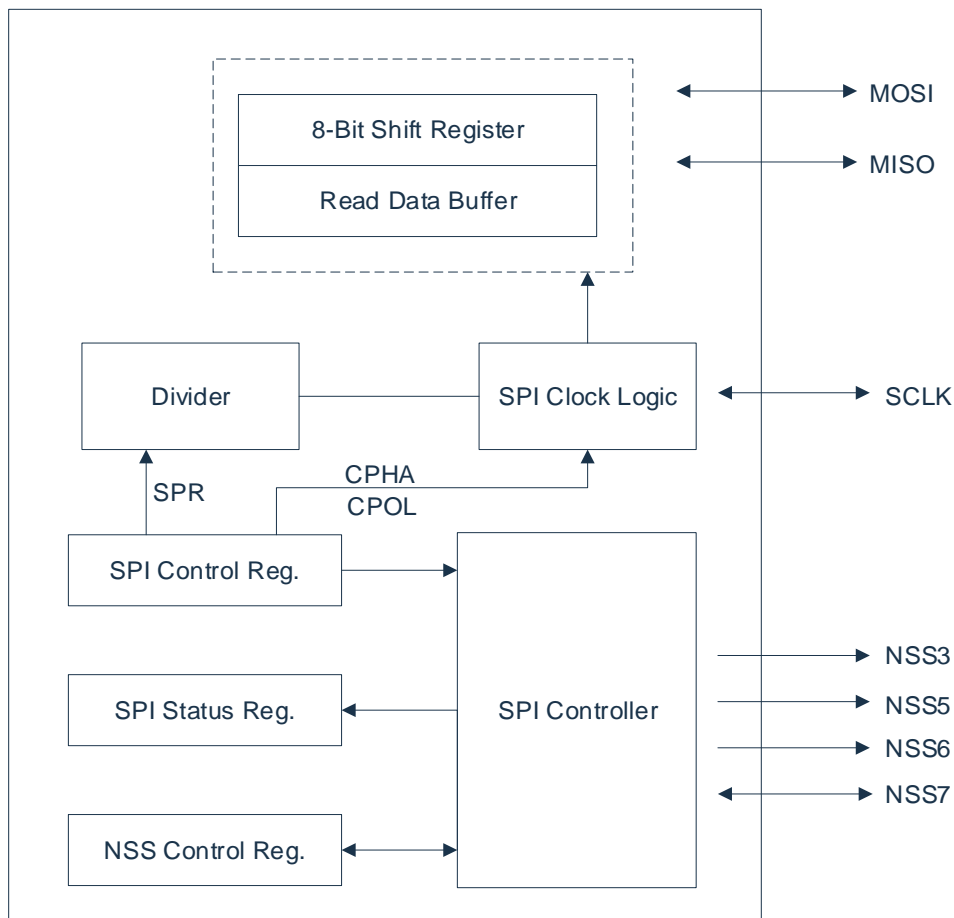 8-Bit Shift Register
Read Data Buffer
MOSI
MISO
Divider
SPI Clock Logic
SCLK
SPR
CPHA
CPOL
SPI Control Reg.
SPI Status Reg.
NSS Control Reg.
SPI Controller
NSS3
NSS5
NSS6
NSS7